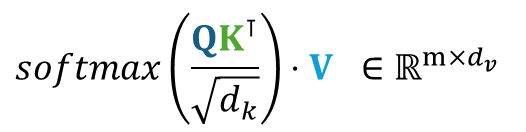 softmax(QK⊺/√d_k) · V ∈ ℝ^{m×d_v}